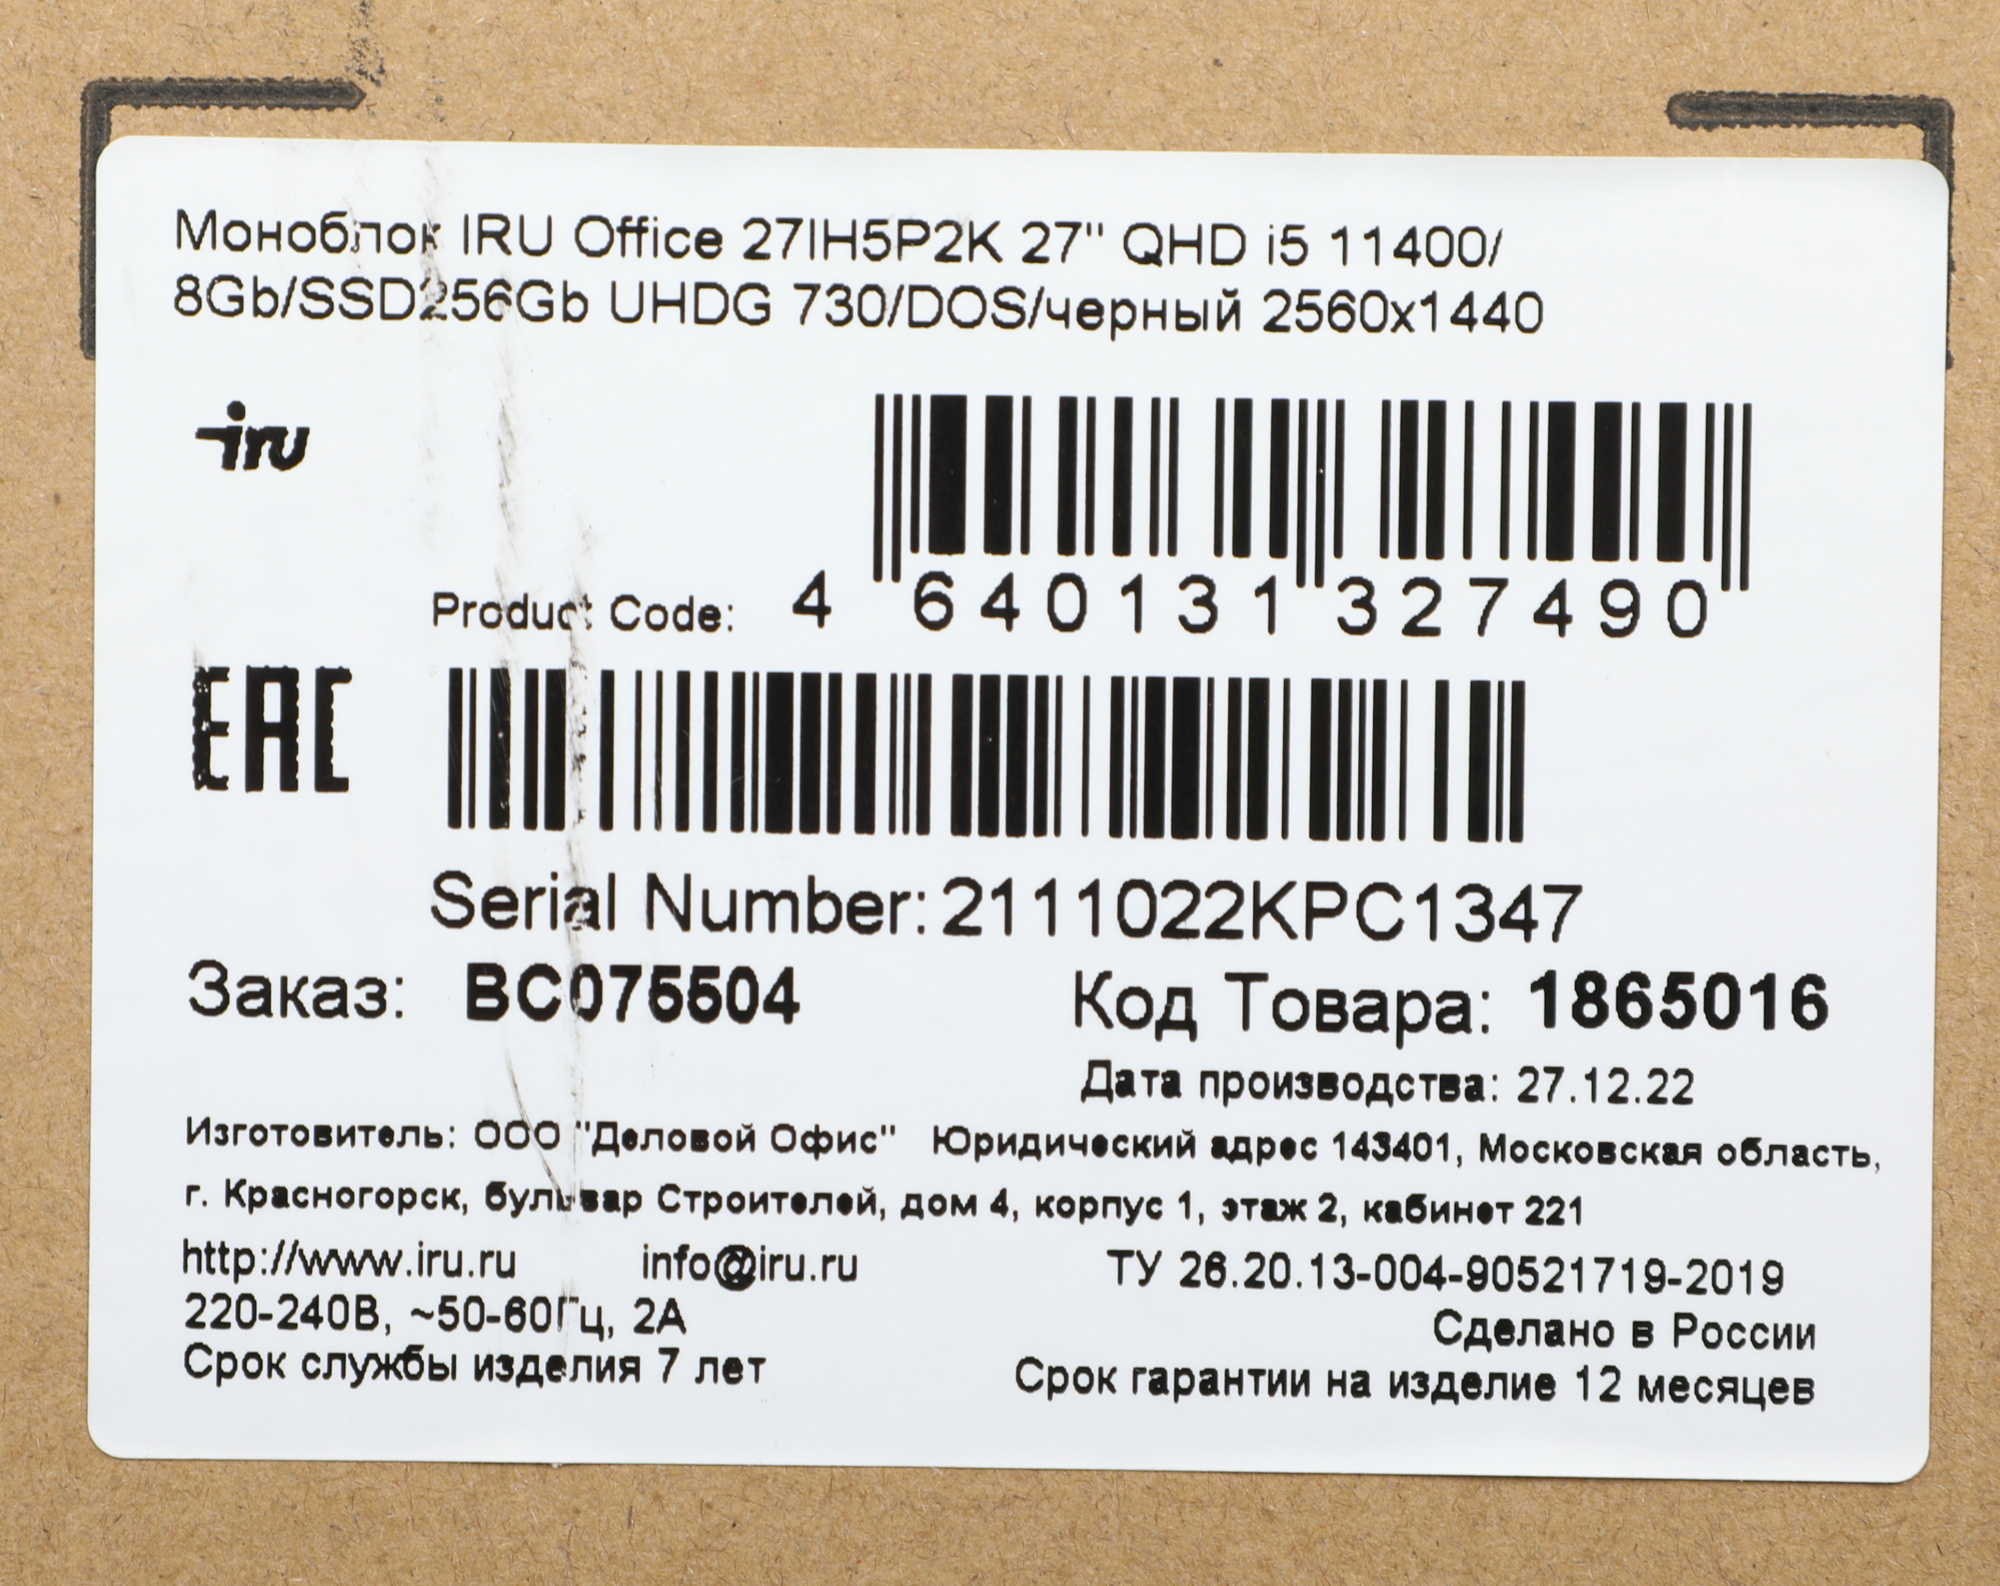 Моноблок IRU Office 27IH5P2K 27" QHD i5 11400/
8Gb/SSD256Gb UHDG 730/DOS/черный 2560x1440
iru
Product Code: 4 640131 327490
EAC
Serial Number: 2111022KPC1347
Заказ: BC075504 Код Товара: 1865016
Дата производства: 27.12.22
Изготовитель: ООО "Деловой Офис" Юридический адрес 143401, Московская область,
г. Красногорск, бульвар Строителей, дом 4, корпус 1, этаж 2, кабинет 221
http://www.iru.ru info@iru.ru ТУ 26.20.13-004-90521719-2019
220-240В, ~50-60Гц, 2А Сделано в России
Срок службы изделия 7 лет Срок гарантии на изделие 12 месяцев